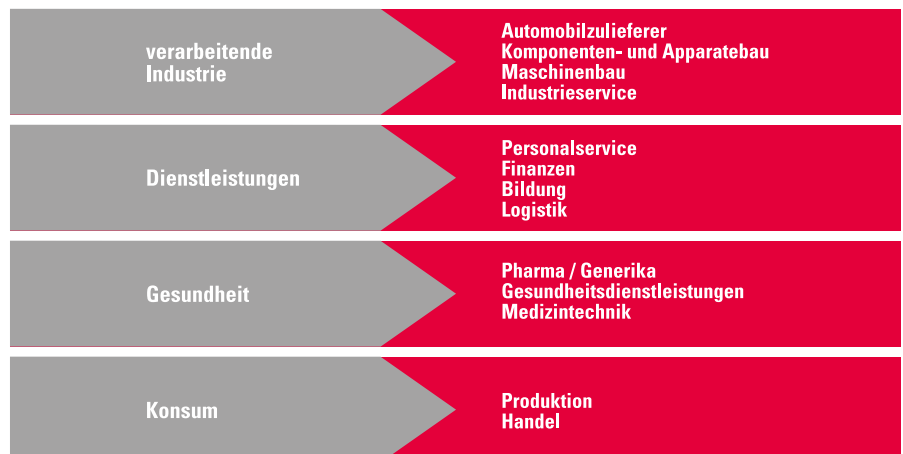 verarbeitende
Industrie
Automobilzulieferer
Komponenten- und Apparatebau
Maschinenbau
Industrieservice
Dienstleistungen
Personalservice
Finanzen
Bildung
Logistik
Gesundheit
Pharma / Generika
Gesundheitsdienstleistungen
Medizintechnik
Konsum
Produktion
Handel